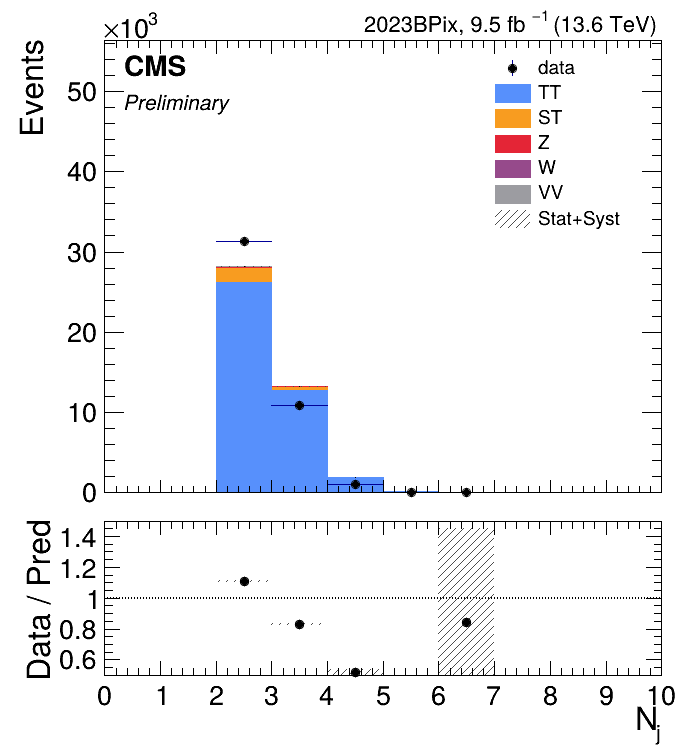 ×10³ 2023BPix, 9.5 fb ⁻¹ (13.6 TeV)
Events
CMS
Preliminary
data
TT
ST
Z
W
VV
Stat+Syst
50
40
30
20
10
0
Data / Pred
1.4
1.2
1
0.8
0.6
0 1 2 3 4 5 6 7 8 9 10
Nⱼ